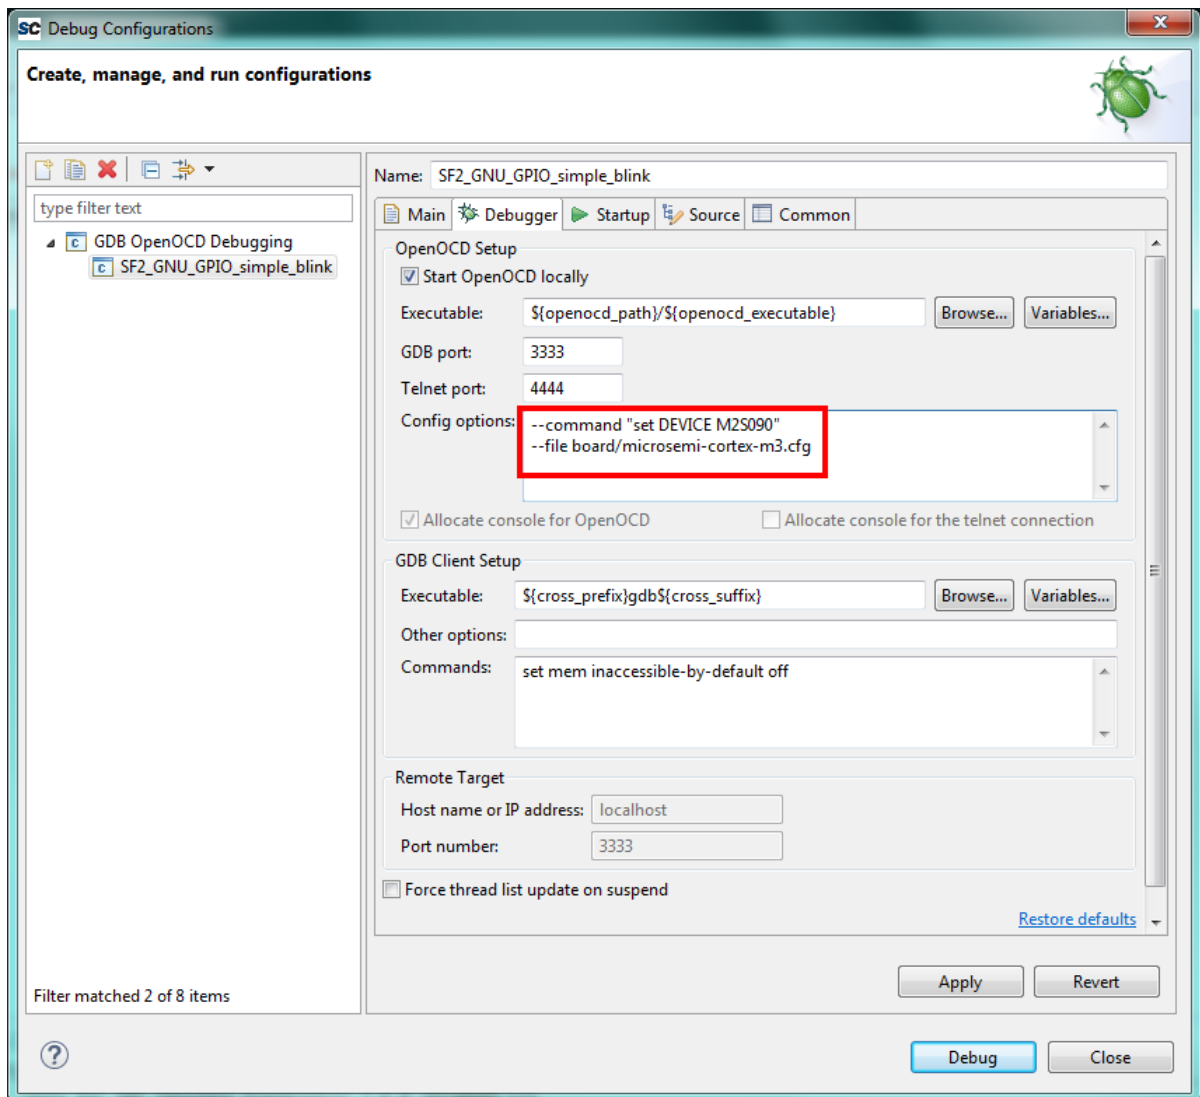 SC Debug Configurations
Create, manage, and run configurations
type filter text
GDB OpenOCD Debugging
SF2_GNU_GPIO_simple_blink
Filter matched 2 of 8 items
Name: SF2_GNU_GPIO_simple_blink
Main Debugger Startup Source Common
OpenOCD Setup
Start OpenOCD locally
Executable: ${openocd_path}/${openocd_executable} Browse... Variables...
GDB port: 3333
Telnet port: 4444
Config options: --command "set DEVICE M2S090"
--file board/microsemi-cortex-m3.cfg
Allocate console for OpenOCD Allocate console for the telnet connection
GDB Client Setup
Executable: ${cross_prefix}gdb${cross_suffix} Browse... Variables...
Other options:
Commands: set mem inaccessible-by-default off
Remote Target
Host name or IP address: localhost
Port number: 3333
Force thread list update on suspend
Restore defaults
Apply Revert
Debug Close